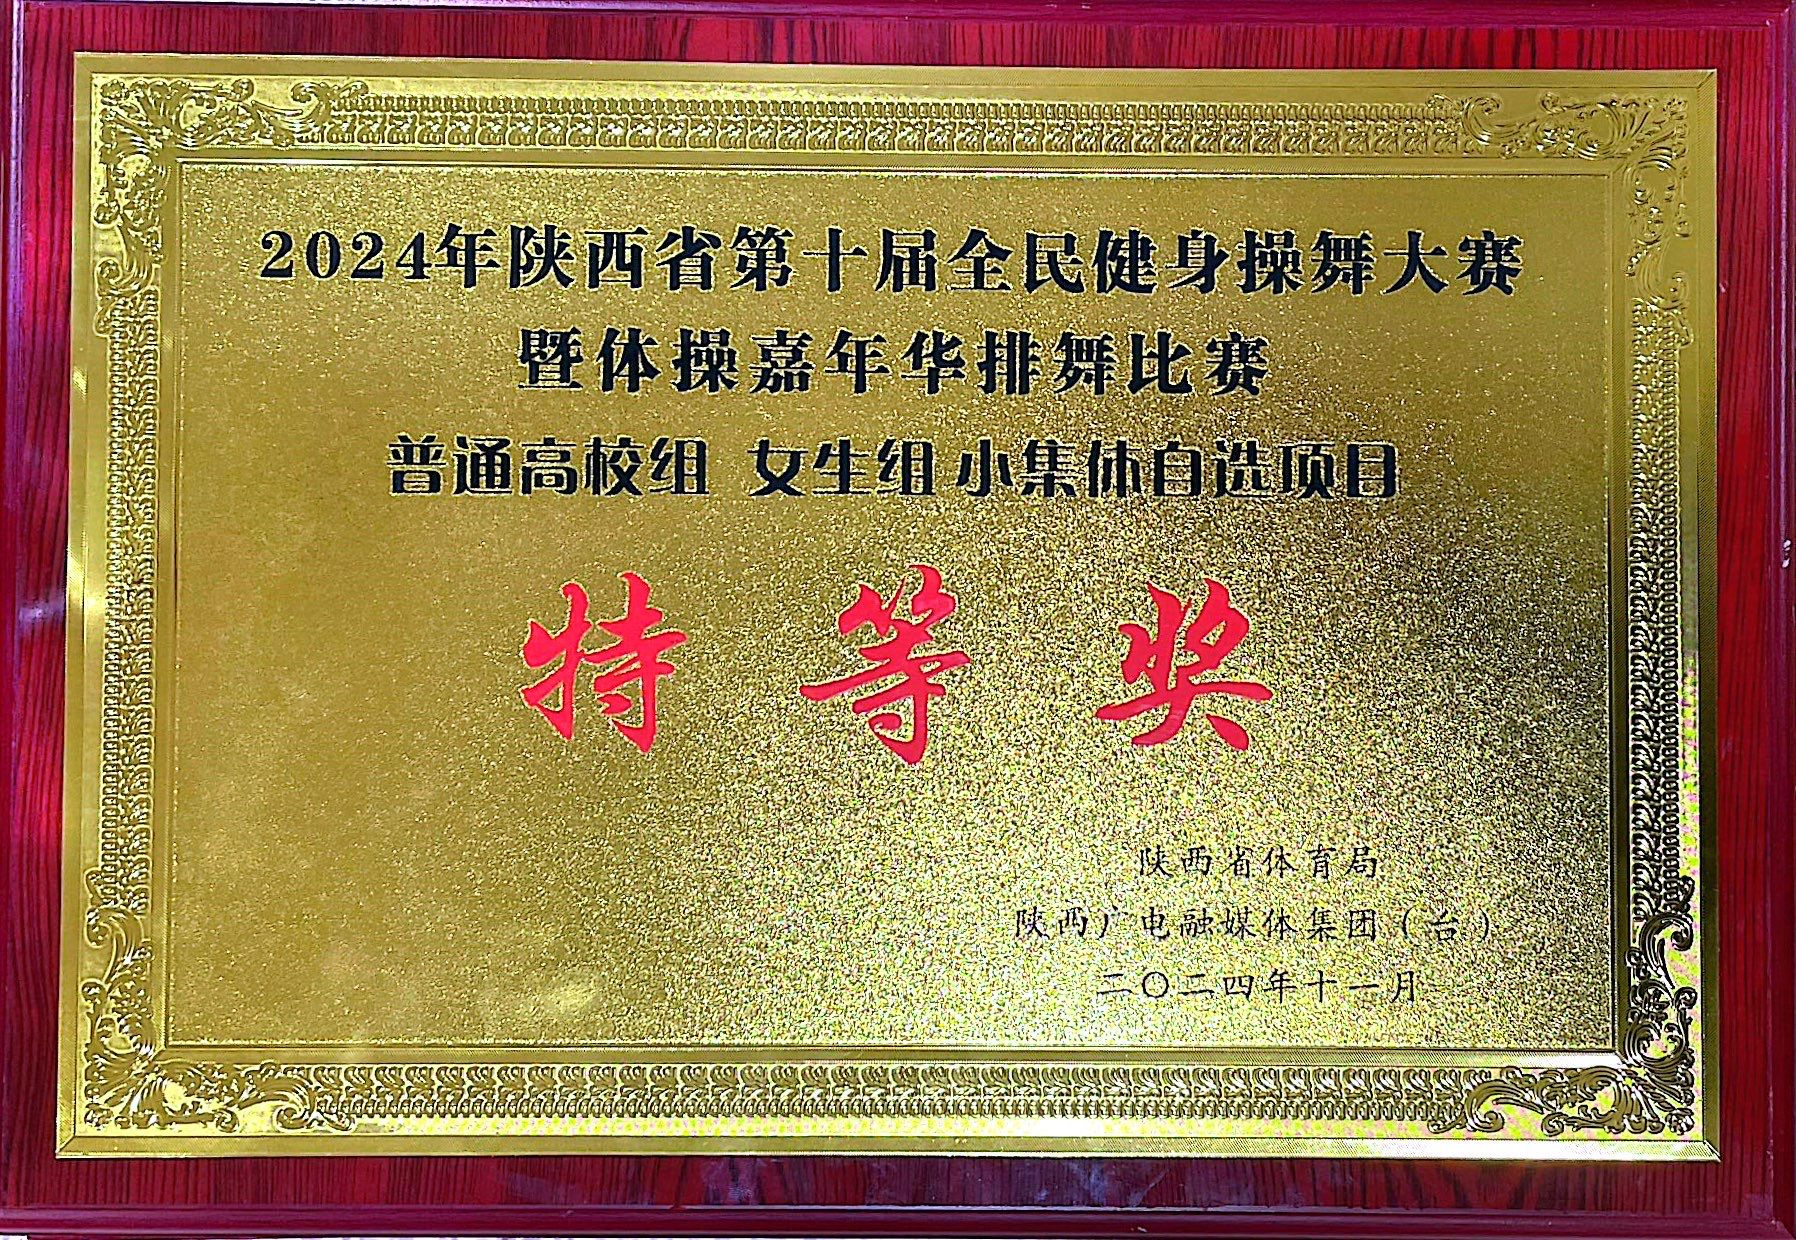 2024年陕西省第十届全民健身操舞大赛
暨体操嘉年华排舞比赛
普通高校组 女生组 小集体自选项目
特等奖
陕西省体育局
陕西广电融媒体集团（台）
二〇二四年十一月